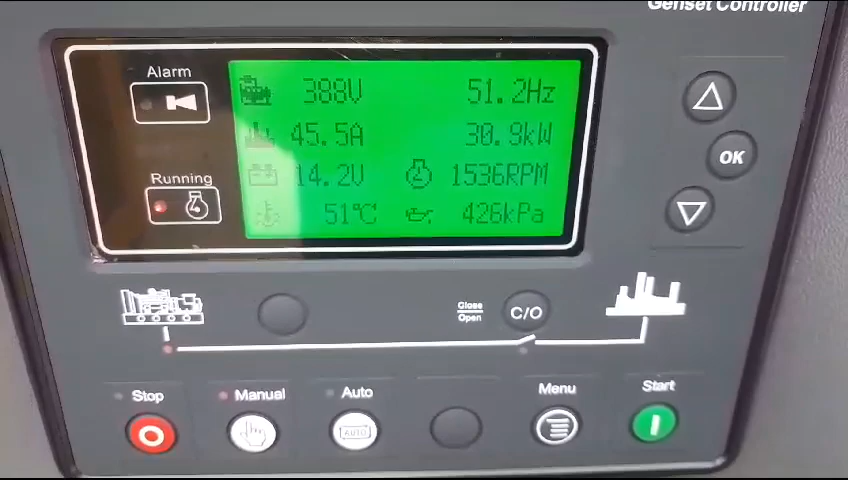 Genset Controller
Alarm
388V 51.2Hz
45.5A 30.9kW
Running
14.2V 1536RPM
51℃ 426kPa
Close
Open
C/O
OK
Stop Manual Auto Menu Start
AUTO